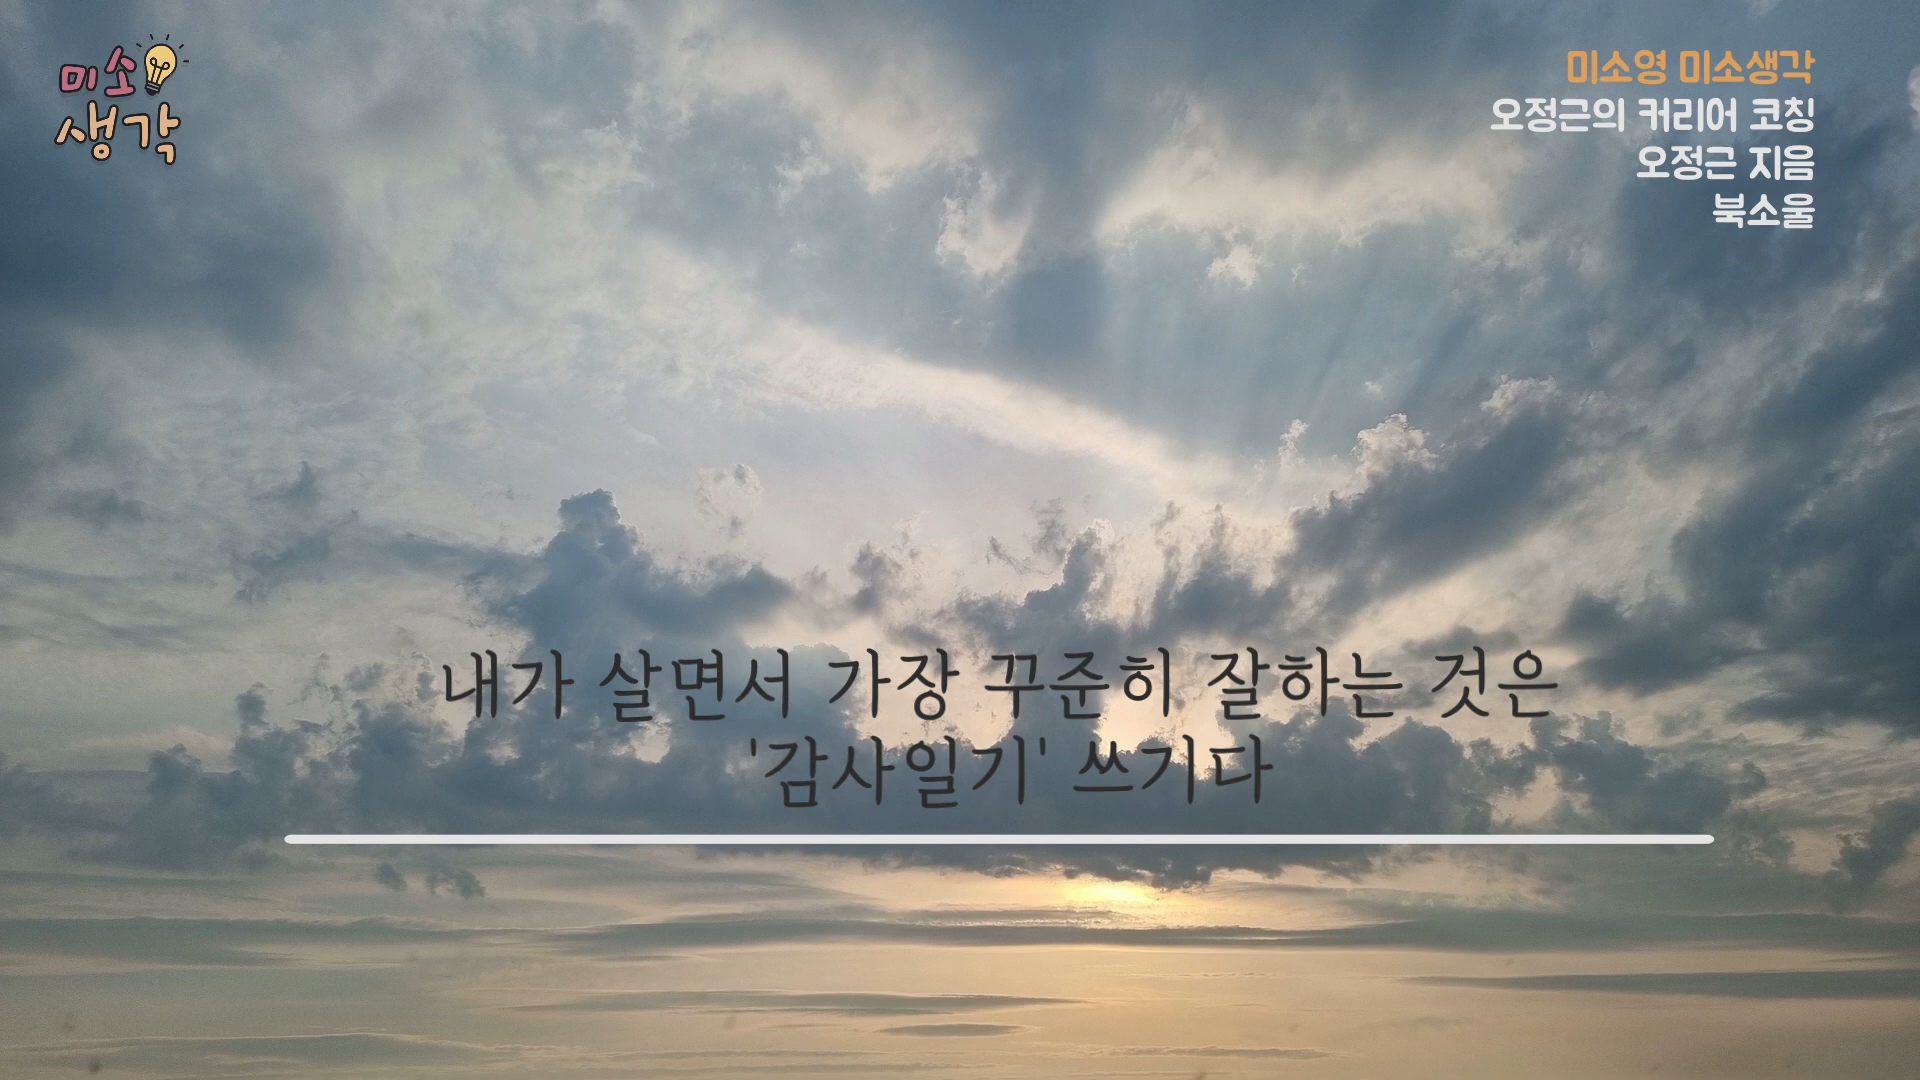 미소
생각
미소영 미소생각
오정근의 커리어 코칭
오정근 지음
북소울
내가 살면서 가장 꾸준히 잘하는 것은
'감사일기' 쓰기다